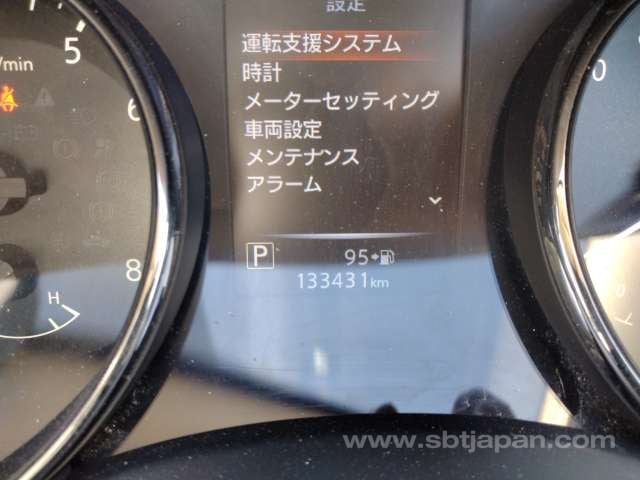 設定
運転支援システム
時計
メーターセッティング
車両設定
メンテナンス
アラーム
P 95
133431km
/min
5
6
8
H
0
www.sbtjapan.com